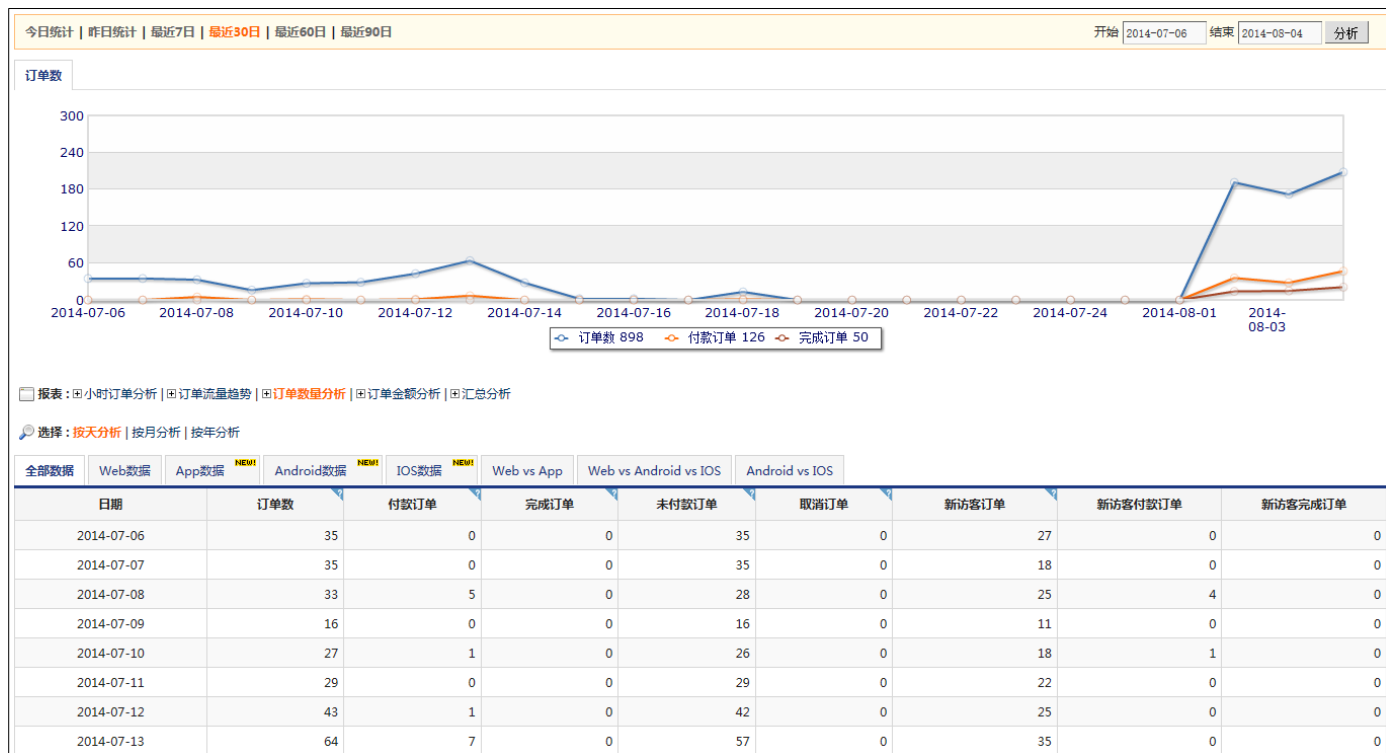 今日统计 | 昨日统计 | 最近7日 | 最近30日 | 最近60日 | 最近90日 开始 2014-07-06 结束 2014-08-04 分析
订单数
300
240
180
120
60
0
2014-07-06 2014-07-08 2014-07-10 2014-07-12 2014-07-14 2014-07-16 2014-07-18 2014-07-20 2014-07-22 2014-07-24 2014-08-01 2014-
08-03
订单数 898 付款订单 126 完成订单 50
报表 : 小时订单分析 | 订单流量趋势 | 订单数量分析 | 订单金额分析 | 汇总分析
选择 : 按天分析 | 按月分析 | 按年分析
全部数据 Web数据 App数据 NEW! Android数据 NEW! IOS数据 NEW! Web vs App Web vs Android vs IOS Android vs IOS
日期 订单数 ? 付款订单 ? 完成订单 ? 未付款订单 ? 取消订单 ? 新访客订单 ? 新访客付款订单 新访客完成订单
2014-07-06 35 0 0 35 0 27 0 0
2014-07-07 35 0 0 35 0 18 0 0
2014-07-08 33 5 0 28 0 25 4 0
2014-07-09 16 0 0 16 0 11 0 0
2014-07-10 27 1 0 26 0 18 1 0
2014-07-11 29 0 0 29 0 22 0 0
2014-07-12 43 1 0 42 0 25 0 0
2014-07-13 64 7 0 57 0 35 0 0